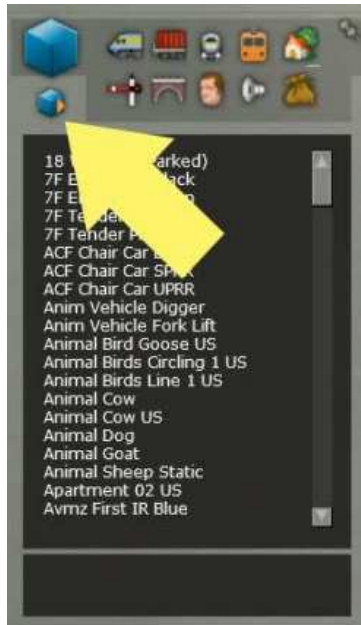 18 arked)
7F E ack
7F E
7F Tende
7F Tender
ACF Chair Car
ACF Chair Car SP
ACF Chair Car UPRR
Anim Vehicle Digger
Anim Vehicle Fork Lift
Animal Bird Goose US
Animal Birds Circling 1 US
Animal Birds Line 1 US
Animal Cow
Animal Cow US
Animal Dog
Animal Goat
Animal Sheep Static
Apartment 02 US
Avmz First IR Blue